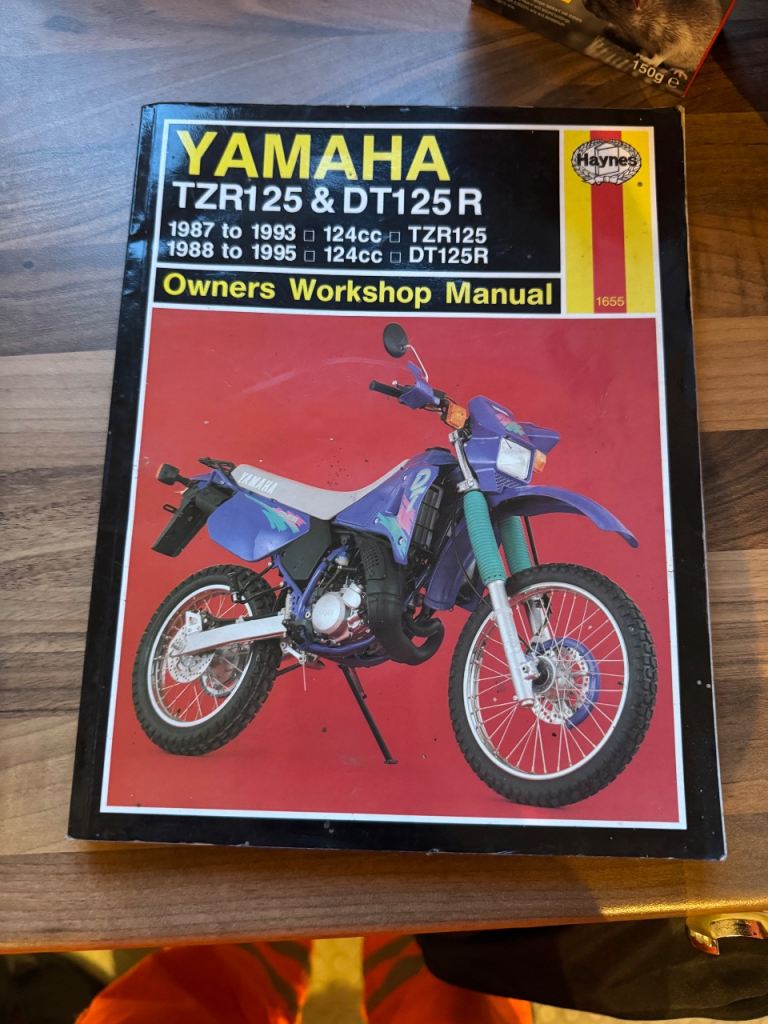 150g e
YAMAHA
Haynes
TZR125 & DT125R
1987 to 1993 □ 124cc □ TZR125
1988 to 1995 □ 124cc □ DT125R
Owners Workshop Manual
1655
YAMAHA